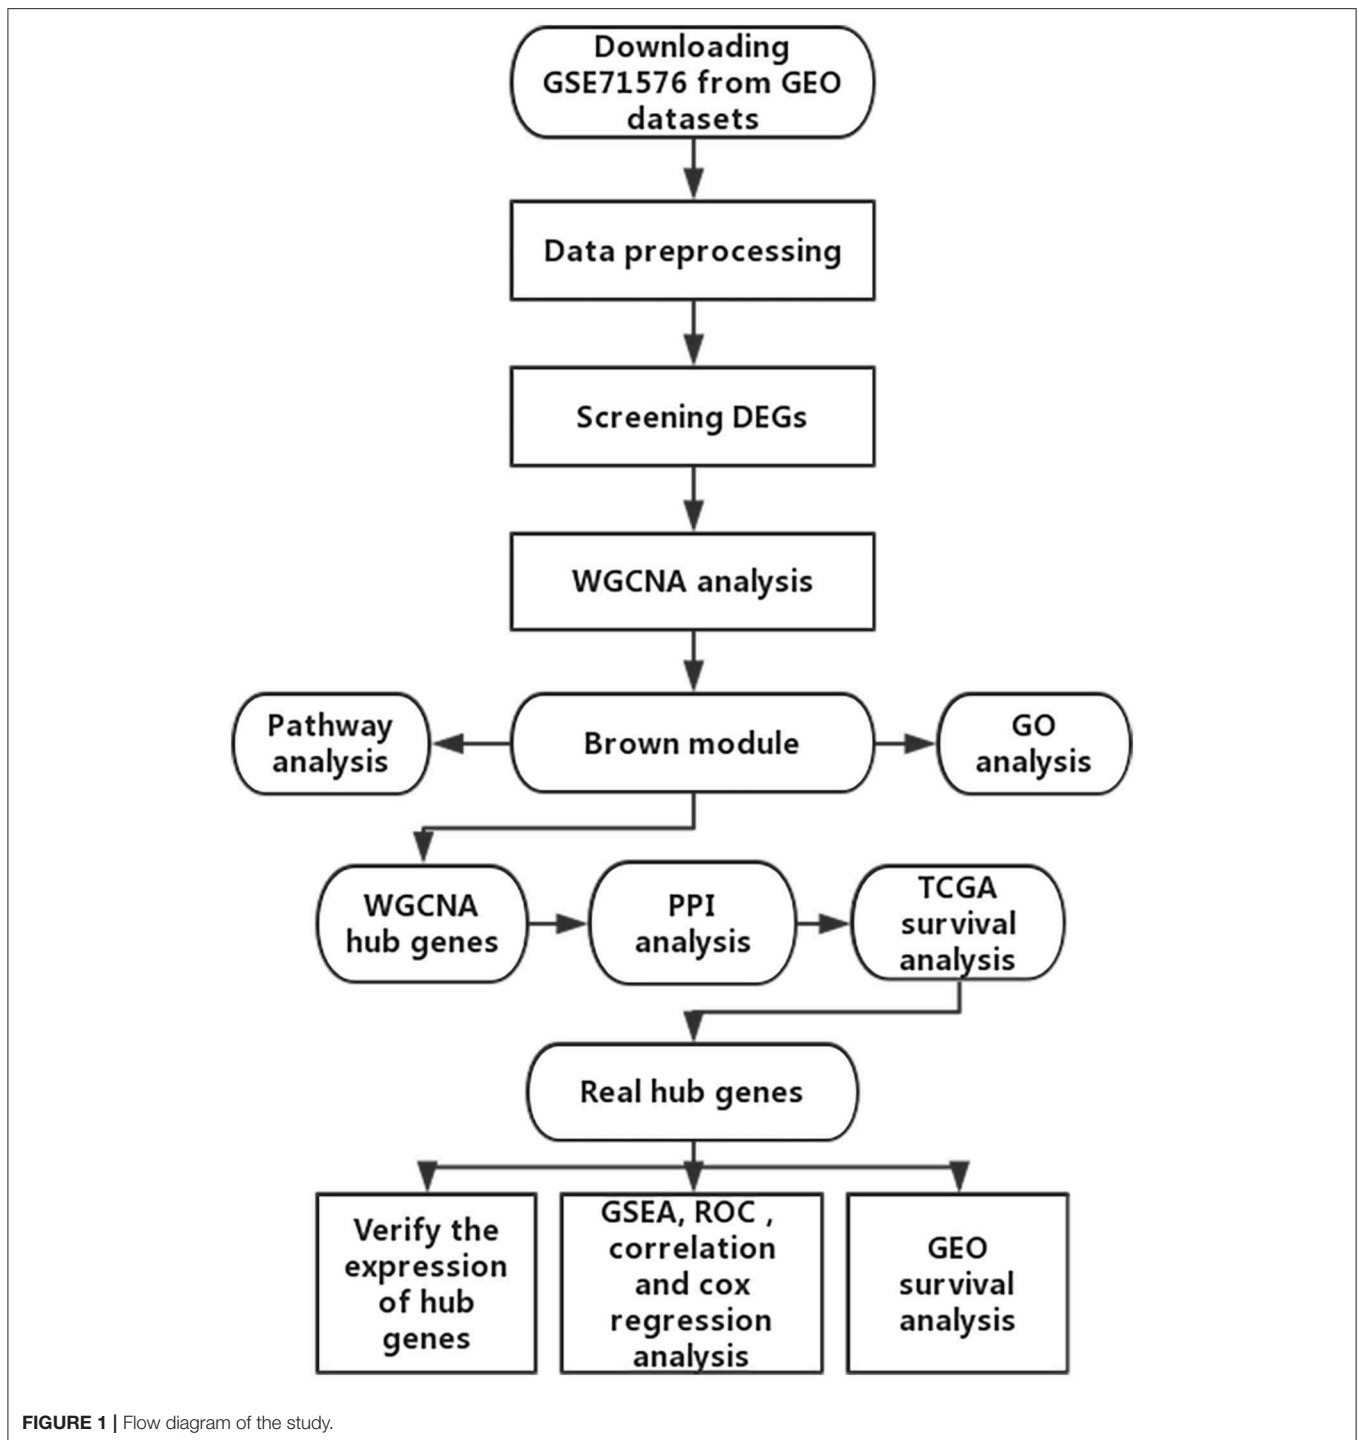 Downloading
GSE71576 from GEO
datasets
Data preprocessing
Screening DEGs
WGCNA analysis
Pathway
analysis
Brown module
GO
analysis
WGCNA
hub genes
PPI
analysis
TCGA
survival
analysis
Real hub genes
Verify the
expression
of hub
genes
GSEA, ROC ,
correlation
and cox
regression
analysis
GEO
survival
analysis
FIGURE 1 | Flow diagram of the study.